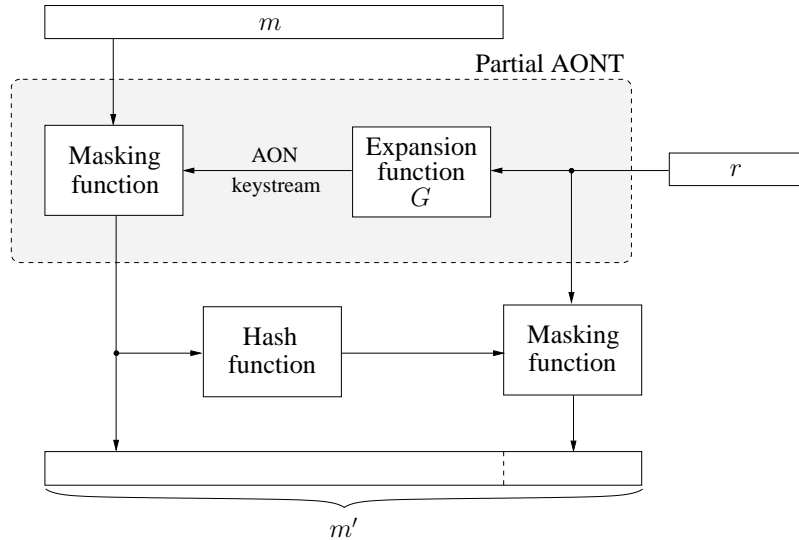 m
Partial AONT
Masking
function
AON
keystream
Expansion
function
G
r
Hash
function
Masking
function
m′